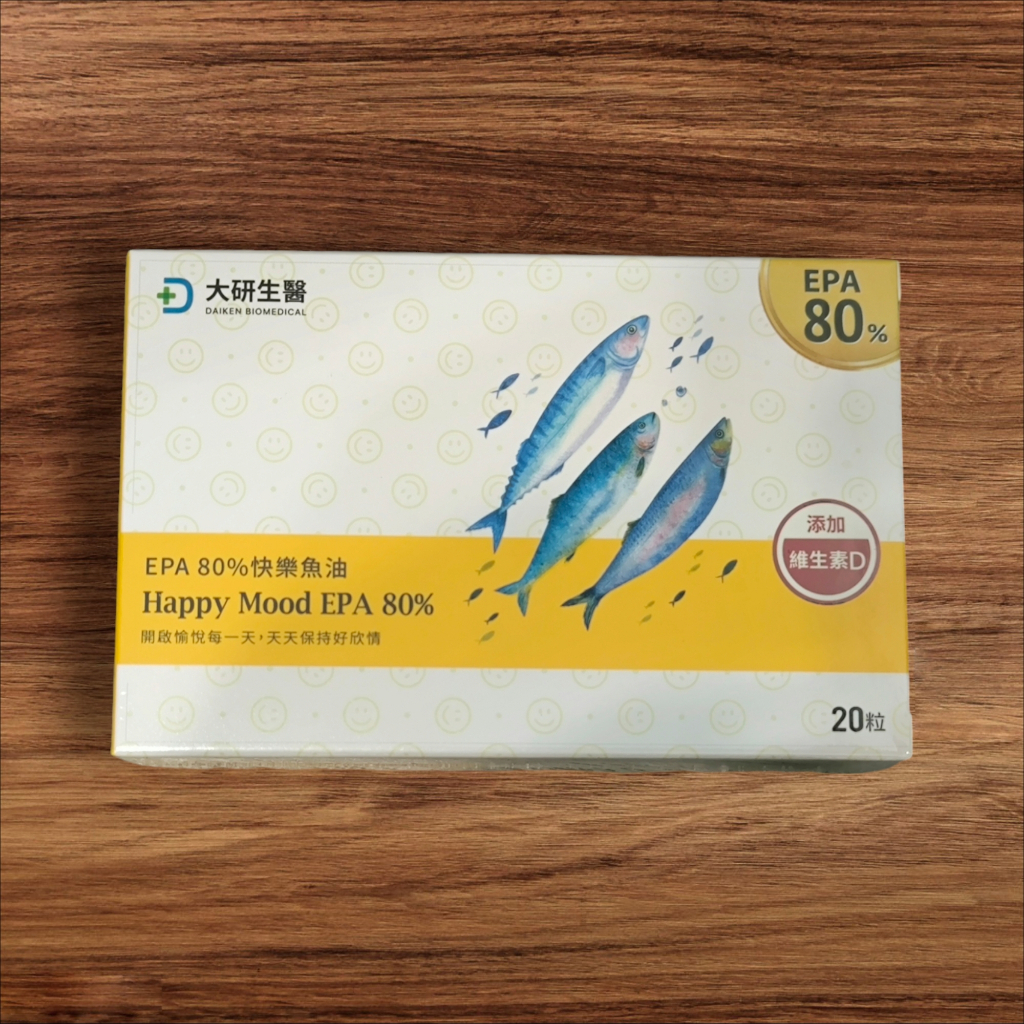 大研生醫
DAIKEN BIOMEDICAL
EPA
80%
添加
維生素D
EPA 80%快樂魚油
Happy Mood EPA 80%
開啟愉悅每一天，天天保持好欣情
20粒